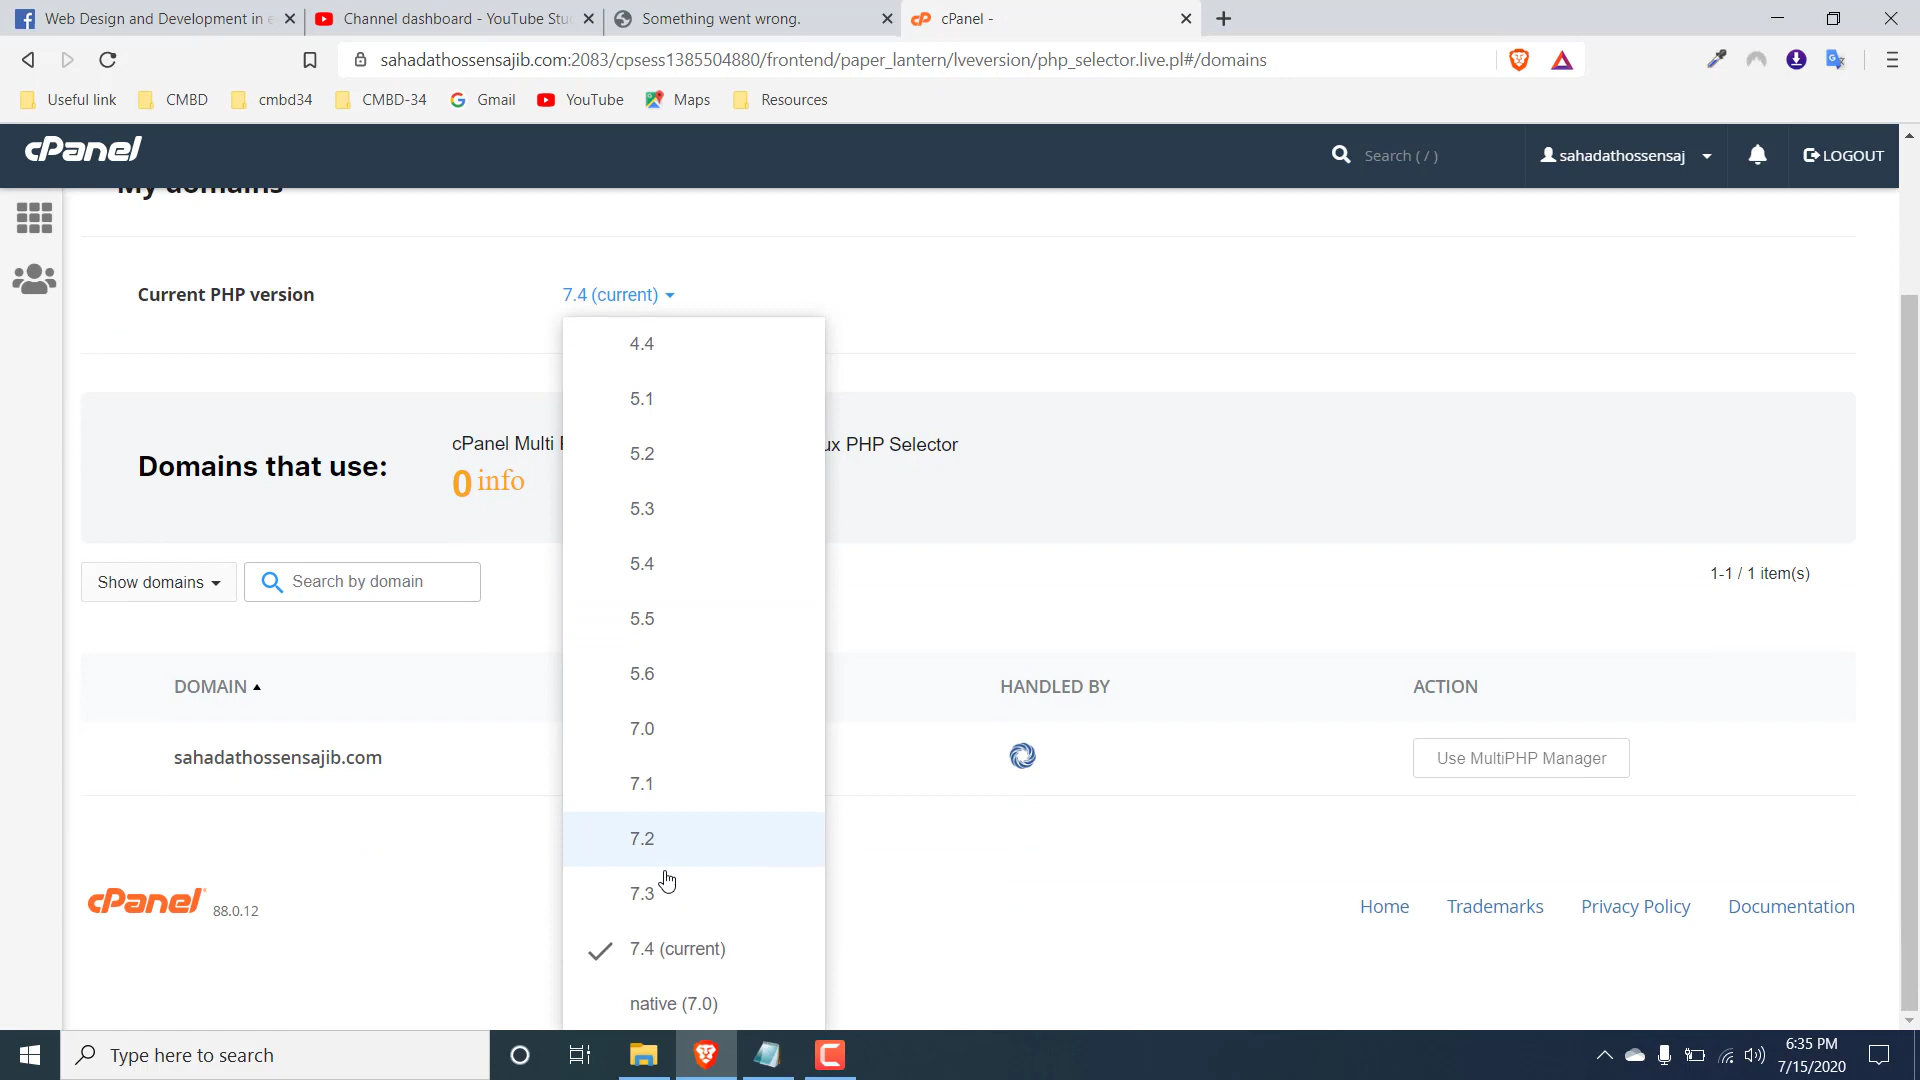 Web Design and Development in
Channel dashboard - YouTube Stu
Something went wrong.
cPanel -
sahadathossensajib.com:2083/cpsess1385504880/frontend/paper_lantern/lveversion/php_selector.live.pl#/domains
Useful link
CMBD
cmbd34
CMBD-34
Gmail
YouTube
Maps
Resources
cPanel
Search ( / )
sahadathossensaj
LOGOUT
My domains
Current PHP version
7.4 (current)
4.4
5.1
5.2
5.3
5.4
5.5
5.6
7.0
7.1
7.2
7.3
7.4 (current)
native (7.0)
Domains that use:
cPanel Multi
ux PHP Selector
0 info
Show domains
Search by domain
1-1 / 1 item(s)
DOMAIN
HANDLED BY
ACTION
sahadathossensajib.com
Use MultiPHP Manager
cPanel
88.0.12
Home
Trademarks
Privacy Policy
Documentation
Type here to search
6:35 PM
7/15/2020